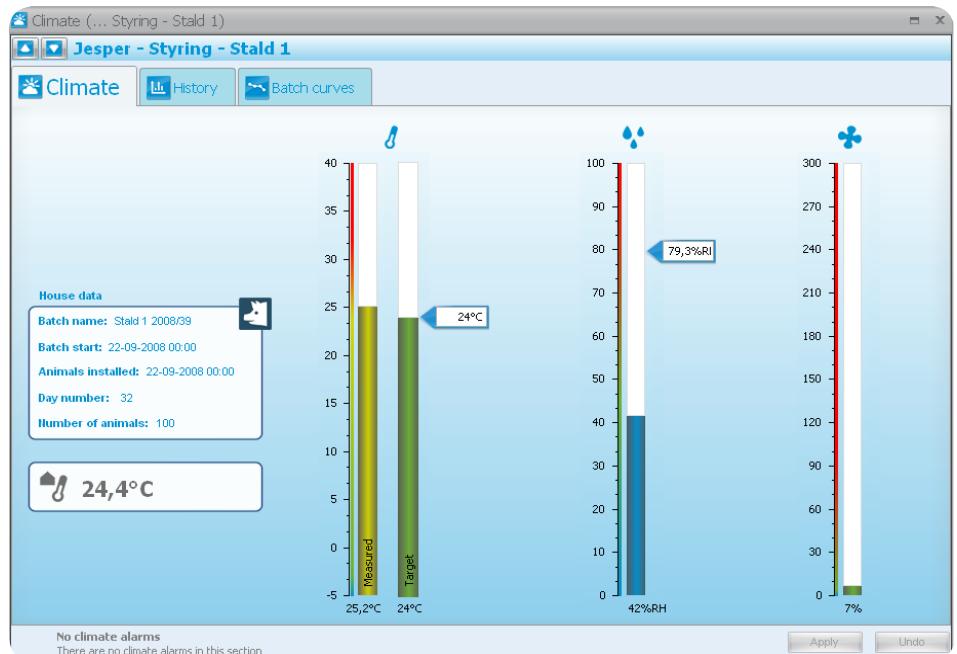 Climate (... Styring - Stald 1)
Jesper - Styring - Stald 1
Climate
History
Batch curves
House data
Batch name: Stald 1 2008/39
Batch start: 22-09-2008 00:00
Animals installed: 22-09-2008 00:00
Day number: 32
Number of animals: 100
24,4°C
40
35
30
25
20
15
10
5
0
-5
Measured
Target
24°C
25,2°C 24°C
100
90
80
70
60
50
40
30
20
10
0
79,3%RI
42%RH
300
270
240
210
180
150
120
90
60
30
0
7%
No climate alarms
There are no climate alarms in this section
Apply
Undo